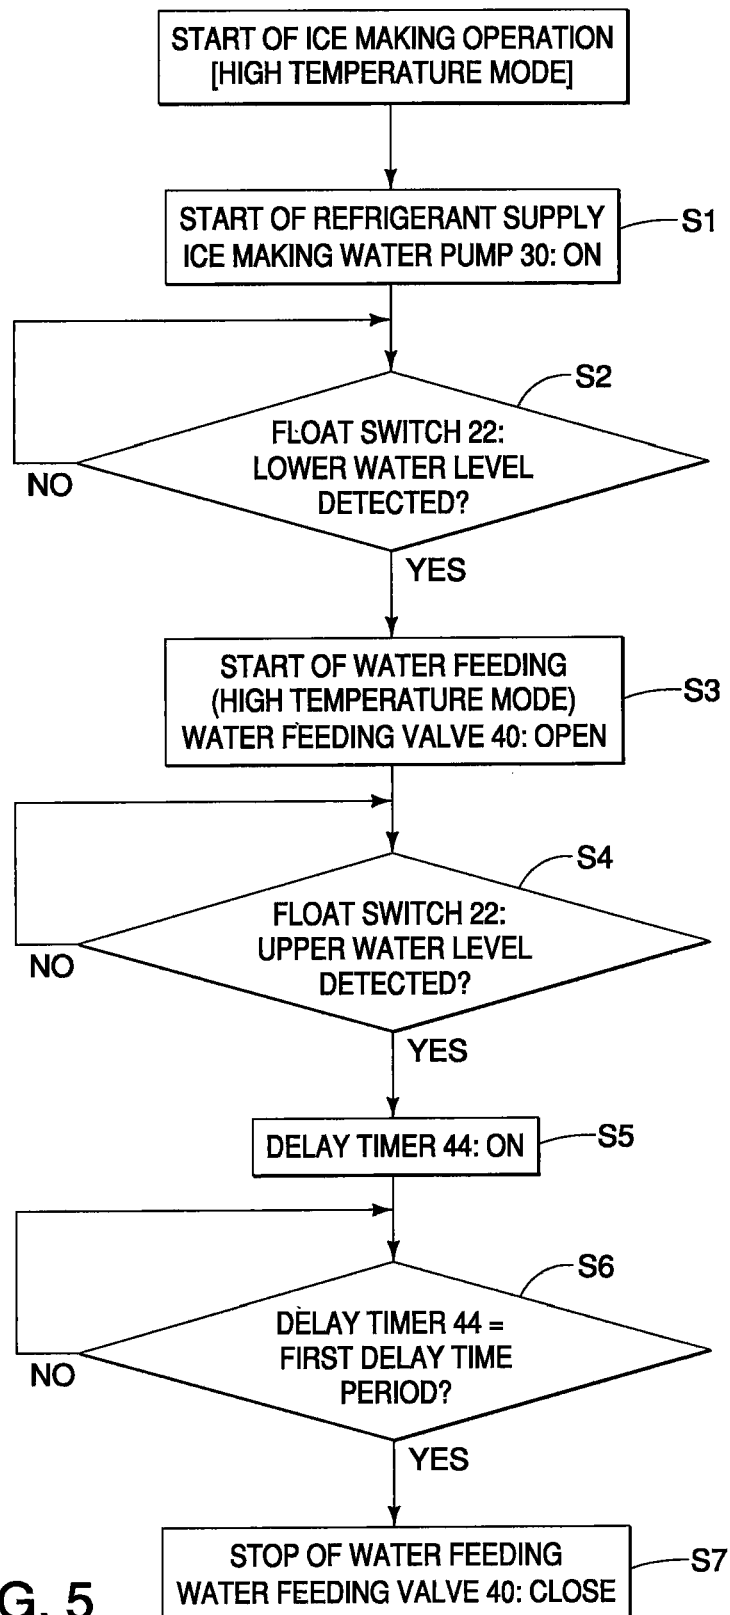 START OF ICE MAKING OPERATION
[HIGH TEMPERATURE MODE]
START OF REFRIGERANT SUPPLY
ICE MAKING WATER PUMP 30: ON
S1
S2
FLOAT SWITCH 22:
LOWER WATER LEVEL
DETECTED?
NO
YES
START OF WATER FEEDING
(HIGH TEMPERATURE MODE)
WATER FEEDING VALVE 40: OPEN
S3
S4
FLOAT SWITCH 22:
UPPER WATER LEVEL
DETECTED?
NO
YES
DELAY TIMER 44: ON
S5
S6
DELAY TIMER 44 =
FIRST DELAY TIME
PERIOD?
NO
YES
STOP OF WATER FEEDING
WATER FEEDING VALVE 40: CLOSE
S7
G. 5